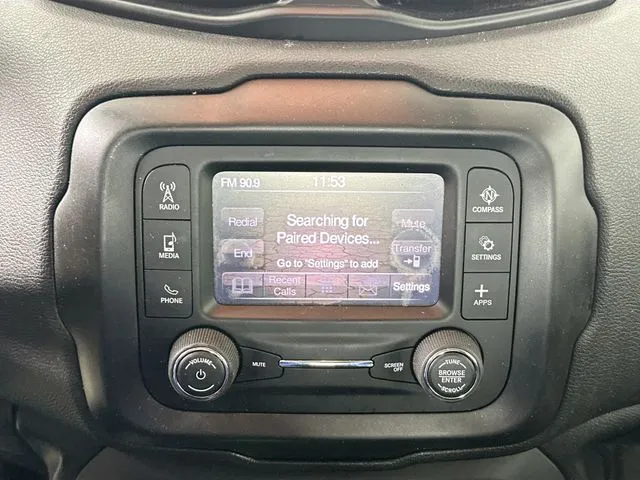 FM 90.9 11:53
Redial
Searching for
Paired Devices...
Mute
End
Transfer
Go to "Settings" to add
Recent
Calls
Settings
RADIO
MEDIA
PHONE
N
COMPASS
SETTINGS
APPS
VOLUME
MUTE
SCREEN
OFF
TUNE
BROWSE
ENTER
SCROLL